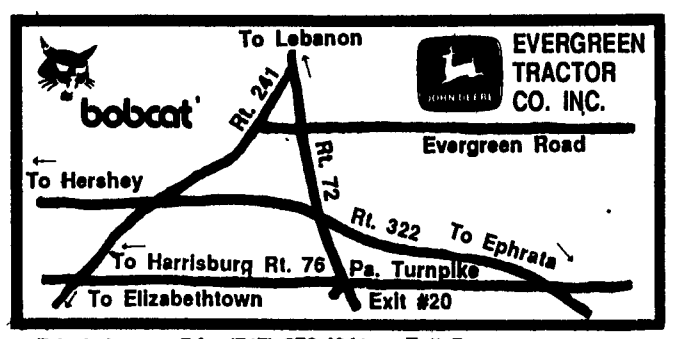 To Lebanon
EVERGREEN
TRACTOR
CO. INC.
JOHN DEERE
bobcat
Rt. 241
Evergreen Road
Rt. 72
To Hershey
Rt. 322
To Ephrata
To Harrisburg Rt. 76
Pa. Turnpike
To Elizabethtown
Exit #20